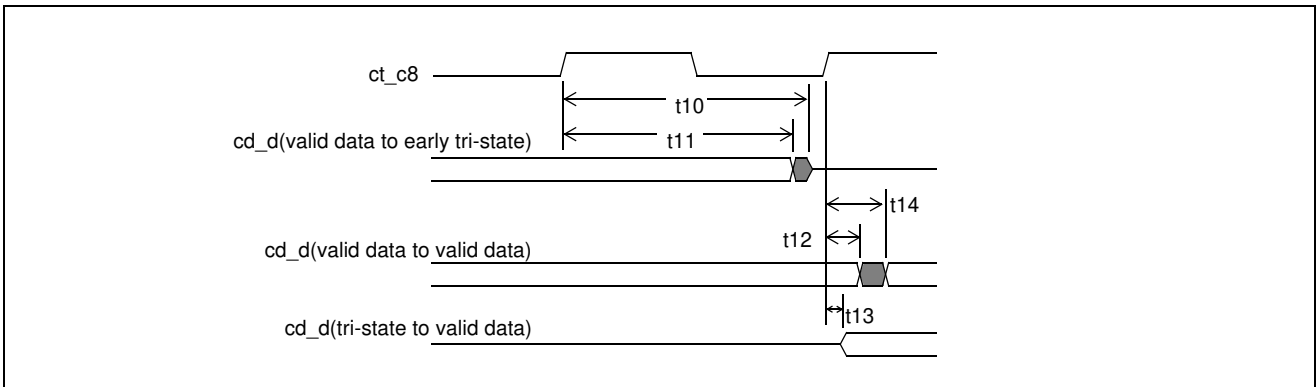 ct_c8
t10
cd_d(valid data to early tri-state)
t11
t14
t12
cd_d(valid data to valid data)
t13
cd_d(tri-state to valid data)